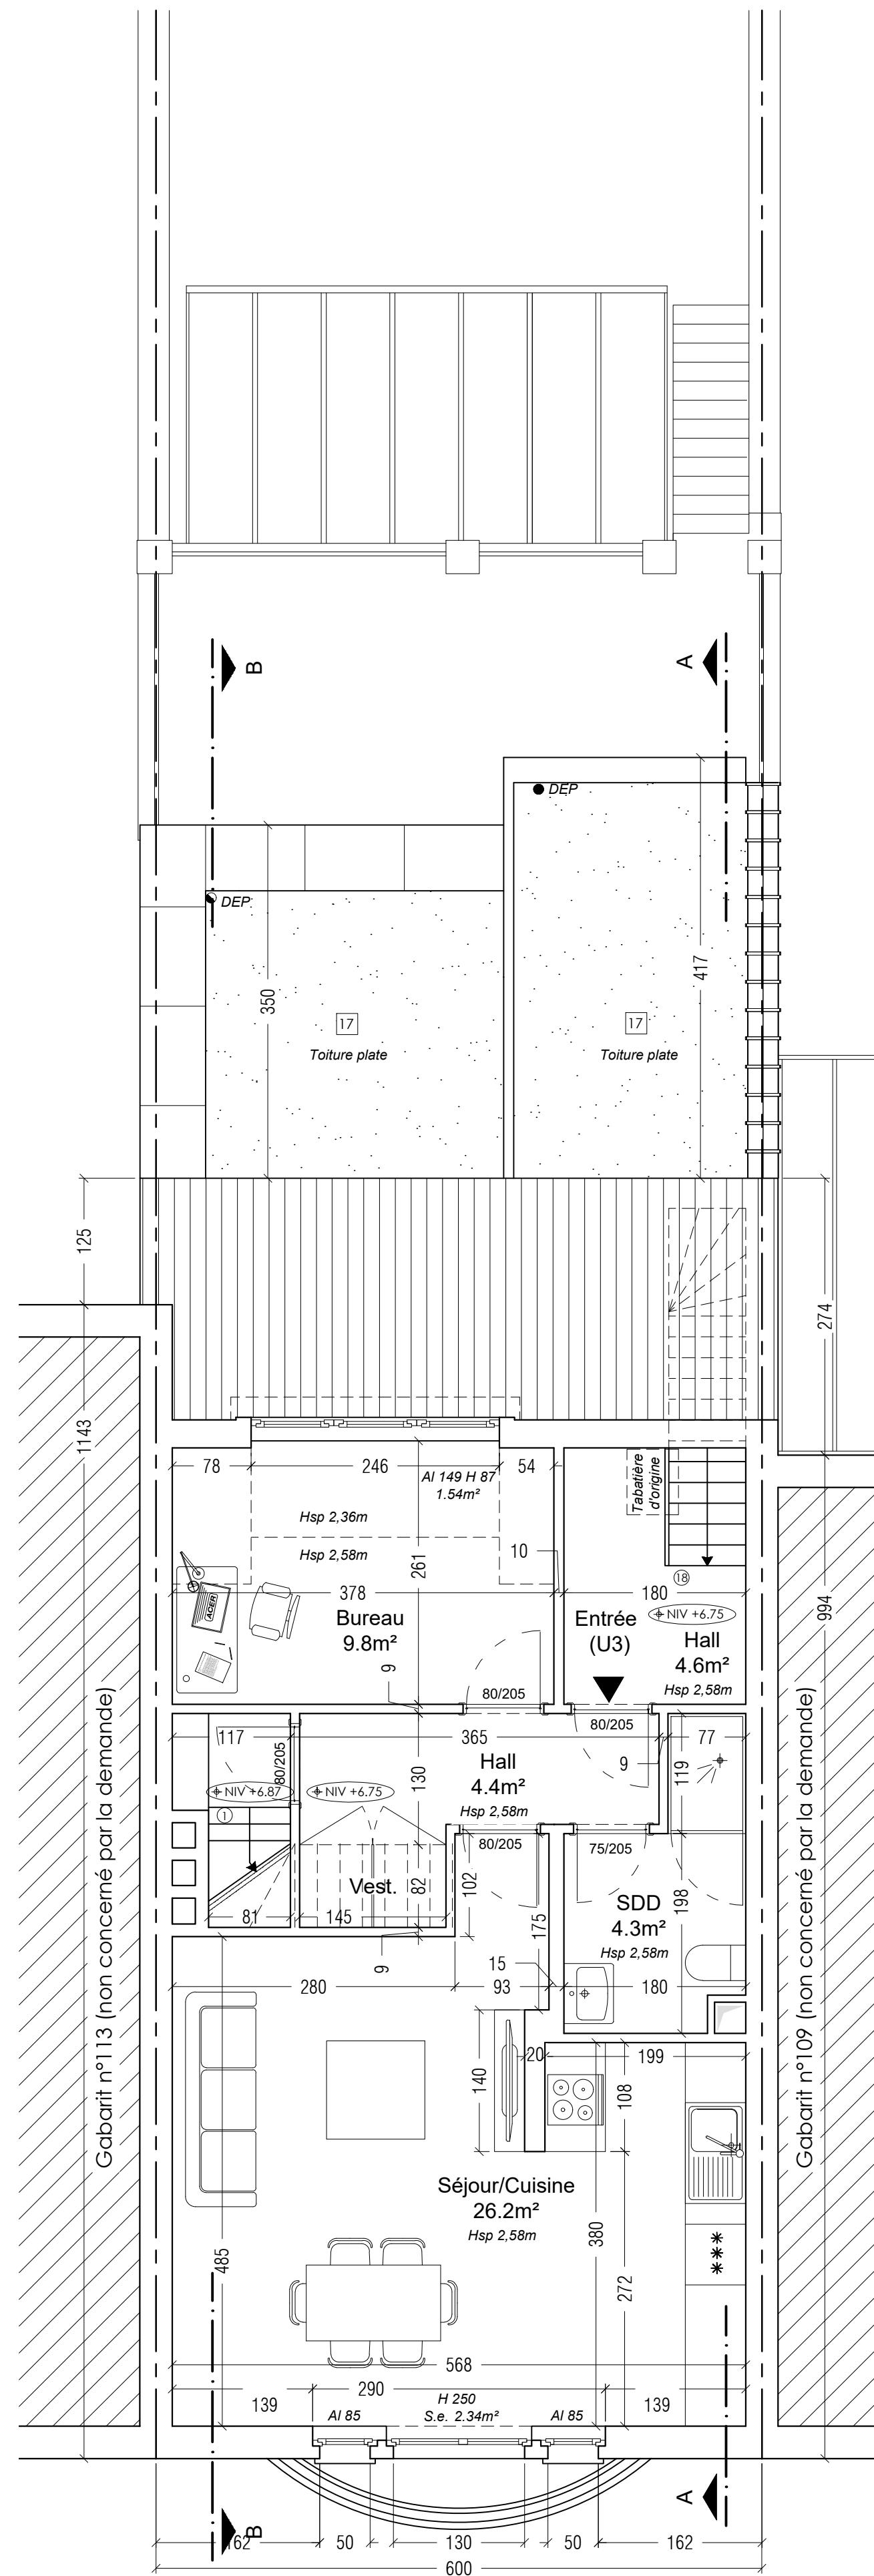 B
A
DEP
DEP
417
350
17
Toiture plate
17
Toiture plate
125
274
1143
78
246
54
Al 149 H 87
1.54m²
Tabatière
d'origine
Hsp 2,36m
Hsp 2,58m
261
10
378
180
18
ACER
Bureau
9.8m²
Entrée
(U3)
NIV +6.75
Hall
4.6m²
Hsp 2,58m
994
9
80/205
80/205
117
365
77
80/205
130
Hall
4.4m²
Hsp 2,58m
9
119
NIV +6.87
NIV +6.75
1
80/205
75/205
Vest.
82
102
SDD
4.3m²
Hsp 2,58m
198
81
145
175
9
15
280
93
180
Gabarit n°113 (non concerné par la demande)
Gabarit n°109 (non concerné par la demande)
20
199
140
108
Séjour/Cuisine
26.2m²
Hsp 2,58m
485
380
272
568
290
139
139
H 250
S.e. 2.34m²
Al 85
Al 85
A
B
162
50
130
50
162
600